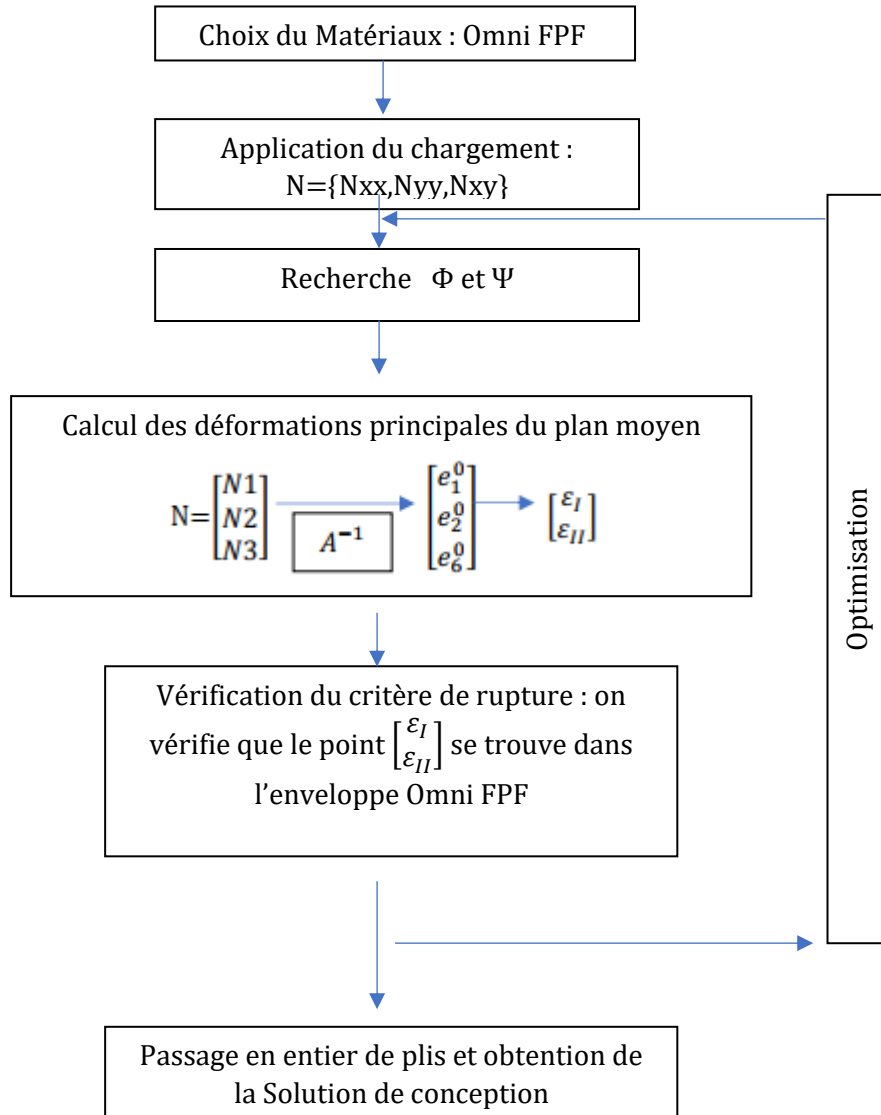 Choix du Matériaux : Omni FPF
Application du chargement :
N={Nxx,Nyy,Nxy}
Recherche Φ et Ψ
Calcul des déformations principales du plan moyen
N=[N1 N2 N3] A⁻¹ [e₁⁰ e₂⁰ e₆⁰] [ε_I ε_II]
Vérification du critère de rupture : on
vérifie que le point [ε_I ε_II] se trouve dans
l’enveloppe Omni FPF
Optimisation
Passage en entier de plis et obtention de
la Solution de conception